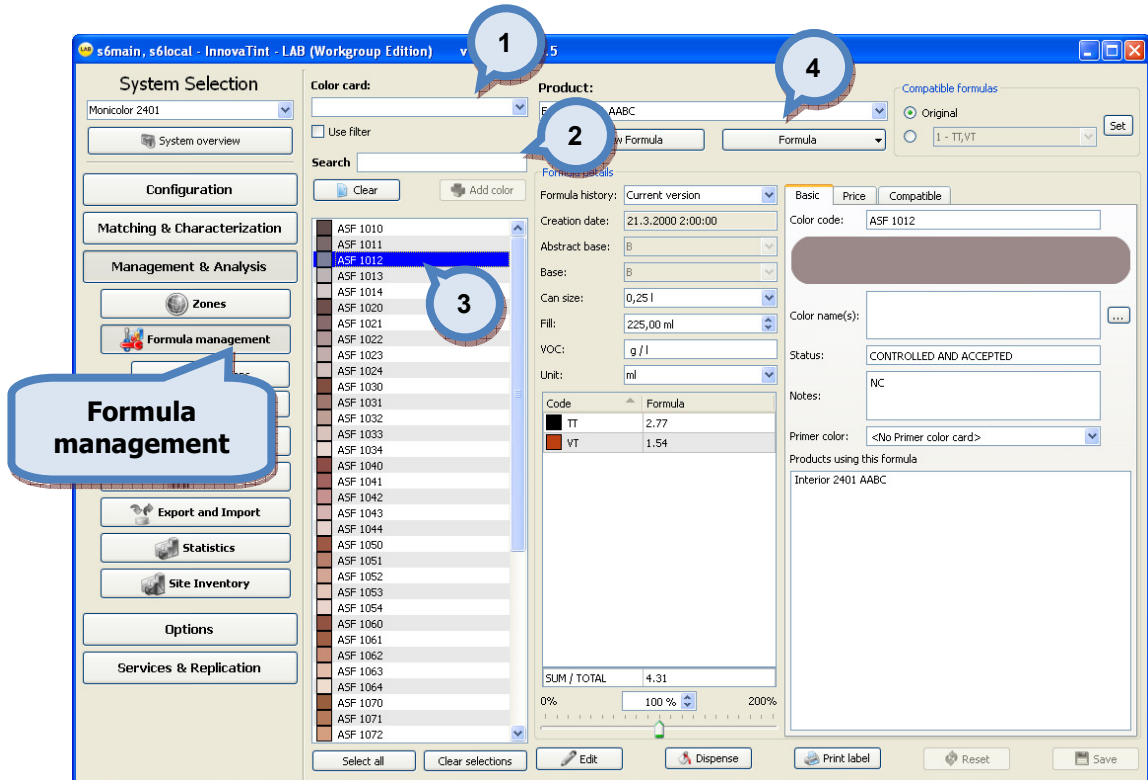 s6main, s6local - InnovaTint - LAB (Workgroup Edition) v .5
1
2
3
4
Formula
management
System Selection
Monicolor 2401
System overview
Configuration
Matching & Characterization
Management & Analysis
Zones
Formula management
Export and Import
Statistics
Site Inventory
Options
Services & Replication
Color card:
Use filter
Search
Clear
Add color
ASF 1010
ASF 1011
ASF 1012
ASF 1013
ASF 1014
ASF 1020
ASF 1021
ASF 1022
ASF 1023
ASF 1024
ASF 1030
ASF 1031
ASF 1032
ASF 1033
ASF 1034
ASF 1040
ASF 1041
ASF 1042
ASF 1043
ASF 1044
ASF 1050
ASF 1051
ASF 1052
ASF 1053
ASF 1054
ASF 1060
ASF 1061
ASF 1062
ASF 1063
ASF 1064
ASF 1070
ASF 1071
ASF 1072
Select all
Clear selections
Product:
AABC
Formula
Formula
Compatible formulas
Original
1 - TT,VT
Set
Formula details
Formula history: Current version
Creation date: 21.3.2000 2:00:00
Abstract base: B
Base: B
Can size: 0,25 l
Fill: 225,00 ml
VOC: g / l
Unit: ml
Code Formula
TT 2.77
VT 1.54
SUM / TOTAL 4.31
0% 100 % 200%
Basic Price Compatible
Color code: ASF 1012
Color name(s): ...
Status: CONTROLLED AND ACCEPTED
Notes: NC
Primer color: <No Primer color card>
Products using this formula
Interior 2401 AABC
Edit
Dispense
Print label
Reset
Save